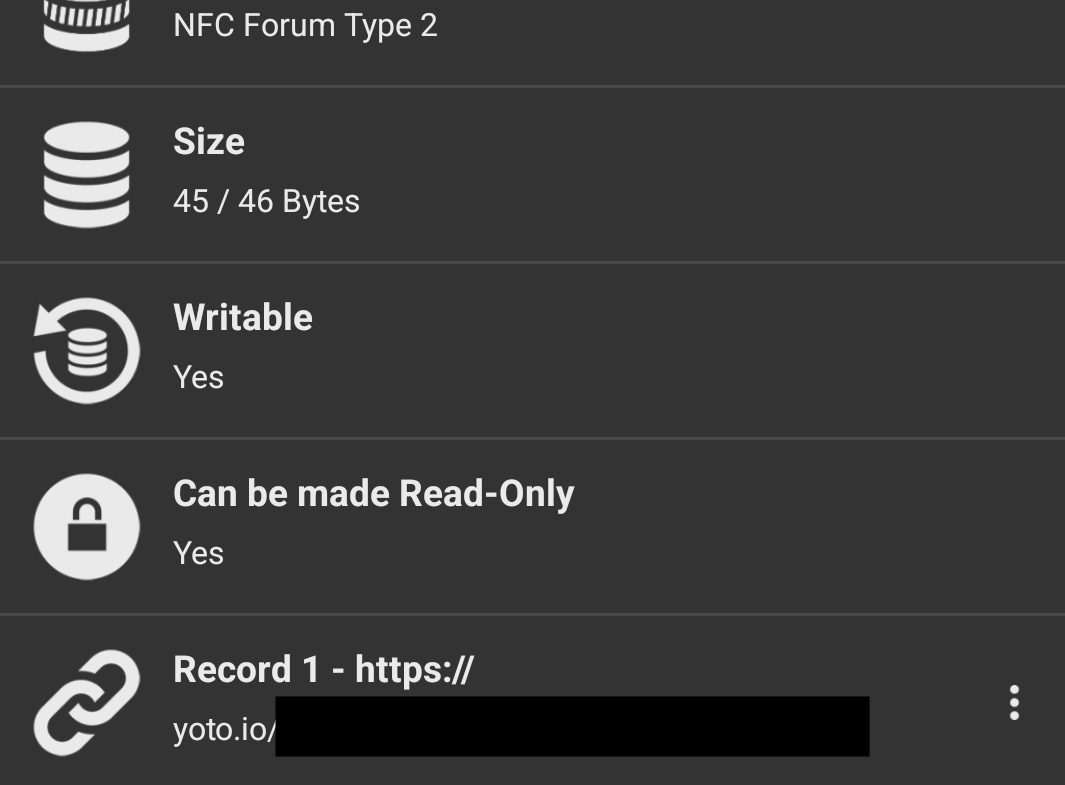 NFC Forum Type 2
Size
45 / 46 Bytes
Writable
Yes
Can be made Read-Only
Yes
Record 1 - https://
yoto.io/